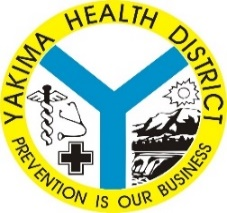 YAKIMA HEALTH DISTRICT
PREVENTION IS OUR BUSINESS